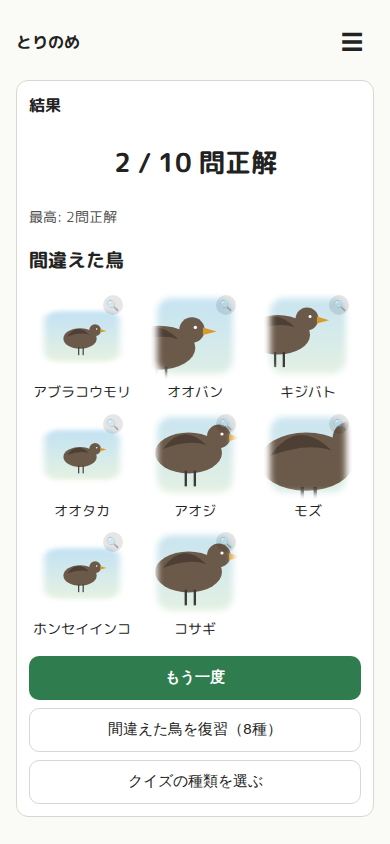 とりのめ
結果
2 / 10 問正解
最高: 2問正解
間違えた鳥
アブラコウモリ
オオバン
キジバト
オオタカ
アオジ
モズ
ホンセイインコ
コサギ
もう一度
間違えた鳥を復習（8種）
クイズの種類を選ぶ